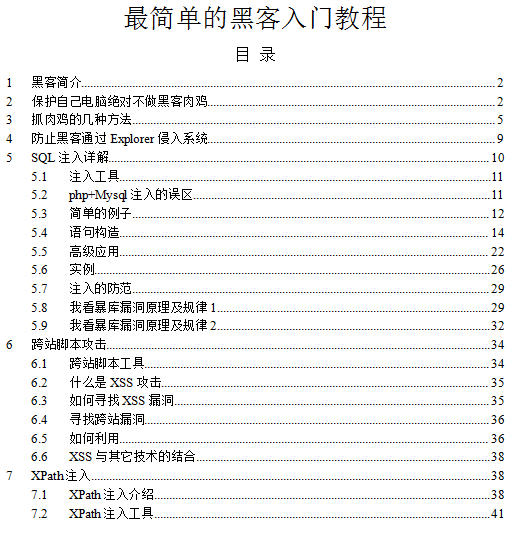 最简单的黑客入门教程
目 录
1 黑客简介 2
2 保护自己电脑绝对不做黑客肉鸡 2
3 抓肉鸡的几种方法 5
4 防止黑客通过 Explorer 侵入系统 9
5 SQL 注入详解 10
5.1 注入工具 11
5.2 php+Mysql 注入的误区 11
5.3 简单的例子 12
5.4 语句构造 14
5.5 高级应用 22
5.6 实例 26
5.7 注入的防范 29
5.8 我看暴库漏洞原理及规律 1 29
5.9 我看暴库漏洞原理及规律 2 32
6 跨站脚本攻击 34
6.1 跨站脚本工具 34
6.2 什么是 XSS 攻击 35
6.3 如何寻找 XSS 漏洞 35
6.4 寻找跨站漏洞 36
6.5 如何利用 36
6.6 XSS 与其它技术的结合 38
7 XPath 注入 38
7.1 XPath 注入介绍 38
7.2 XPath 注入工具 41